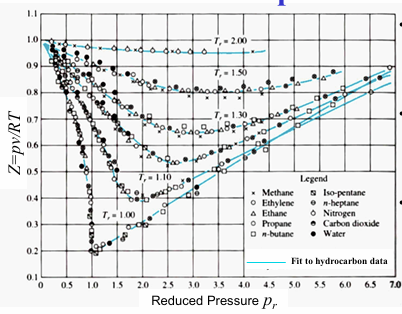 1.1
1.0
0.9
0.8
0.7
0.6
0.5
0.4
0.3
0.2
0.1
Z=pv/RT
T_r = 2.00
T_r = 1.50
T_r = 1.30
T_r = 1.10
T_r = 1.00
Legend
× Methane
Ethylene
Ethane
Propane
n-butane
Iso-pentane
n-heptane
Nitrogen
Carbon dioxide
Water
Fit to hydrocarbon data
0 0.5 1.0 1.5 2.0 2.5 3.0 3.5 4.0 4.5 5.0 5.5 6.0 6.5 7.0
Reduced Pressure p_r